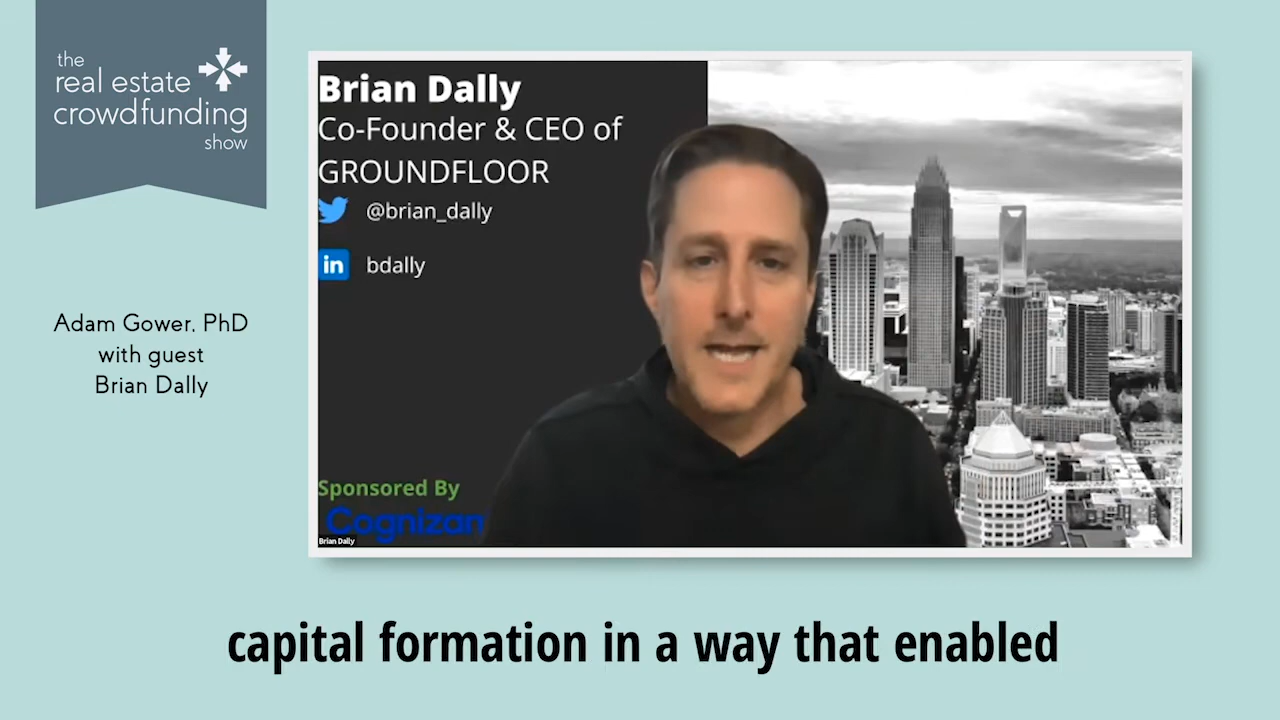 the
real estate
crowdfunding
show
Adam Gower, PhD
with guest
Brian Dally
Brian Dally
Co-Founder & CEO of
GROUNDFLOOR
@brian_dally
in
bdally
Sponsored By
Cognizan
Brian Dally
capital formation in a way that enabled